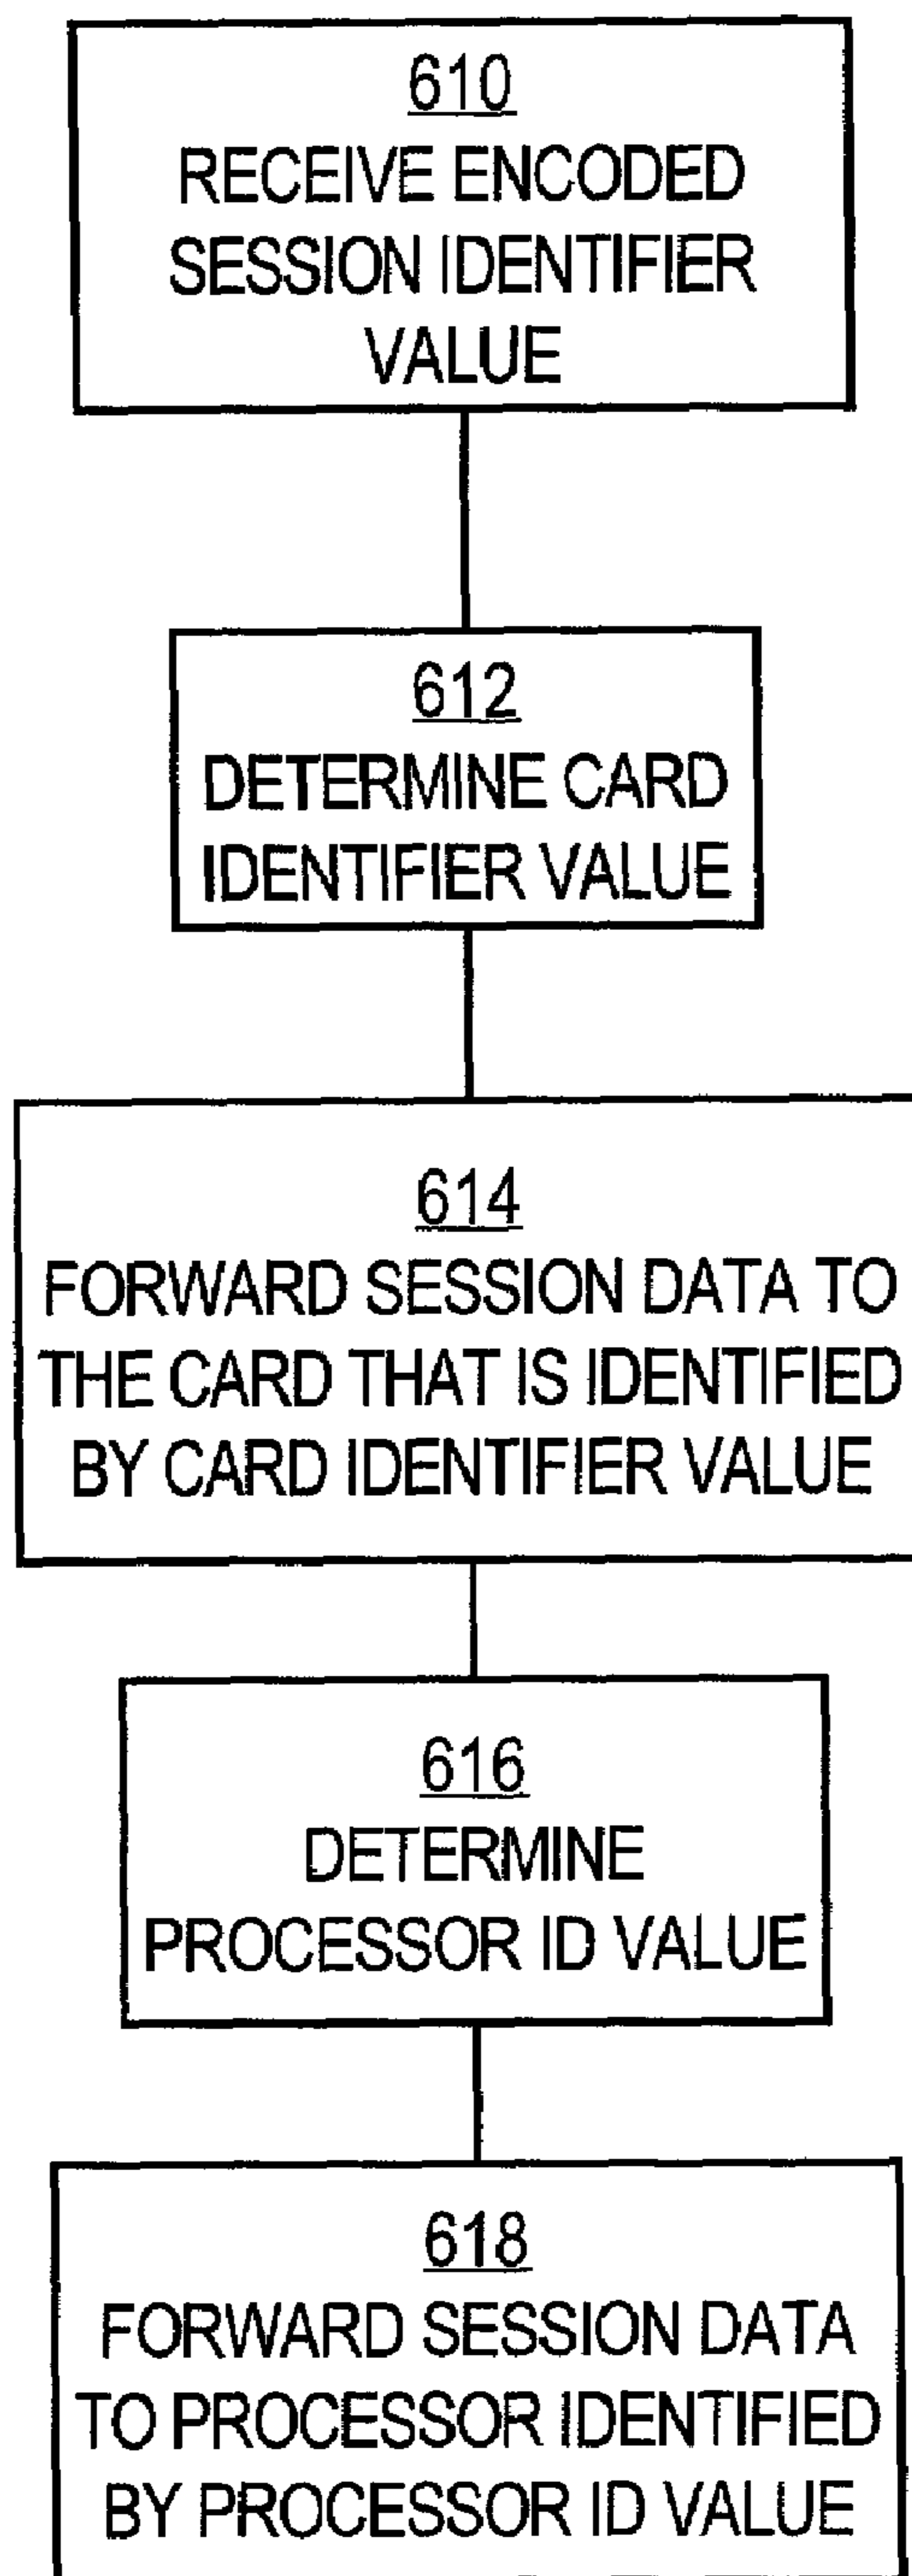 610
RECEIVE ENCODED
SESSION IDENTIFIER
VALUE
612
DETERMINE CARD
IDENTIFIER VALUE
614
FORWARD SESSION DATA TO
THE CARD THAT IS IDENTIFIED
BY CARD IDENTIFIER VALUE
616
DETERMINE
PROCESSOR ID VALUE
618
FORWARD SESSION DATA
TO PROCESSOR IDENTIFIED
BY PROCESSOR ID VALUE